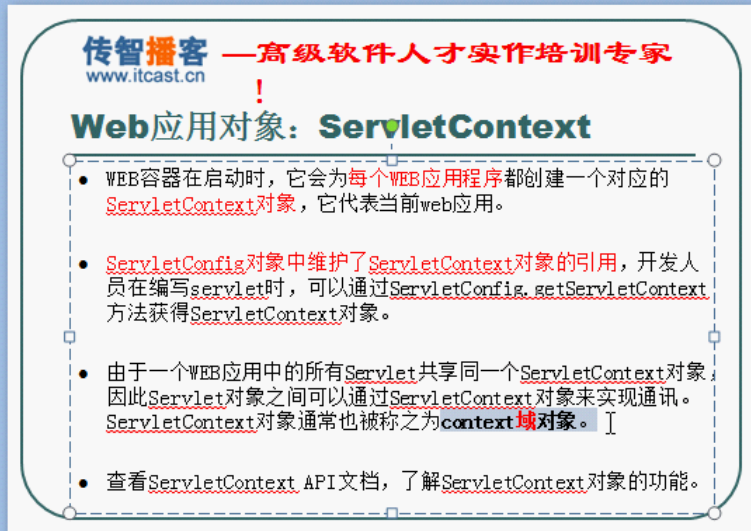 传智播客 —高级软件人才实作培训专家
www.itcast.cn
！
Web应用对象：ServletContext
● WEB容器在启动时，它会为每个WEB应用程序都创建一个对应的
ServletContext对象，它代表当前web应用。
● ServletConfig对象中维护了ServletContext对象的引用，开发人
员在编写servlet时，可以通过ServletConfig.getServletContext
方法获得ServletContext对象。
● 由于一个WEB应用中的所有Servlet共享同一个ServletContext对象，
因此Servlet对象之间可以通过ServletContext对象来实现通讯。
ServletContext对象通常也被称之为context域对象。
● 查看ServletContext API文档，了解ServletContext对象的功能。